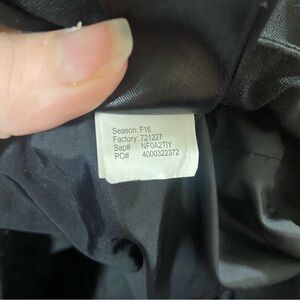 Season: F16
Factory: 721227
Sap# NF0A2TIY
PO# 4000322372